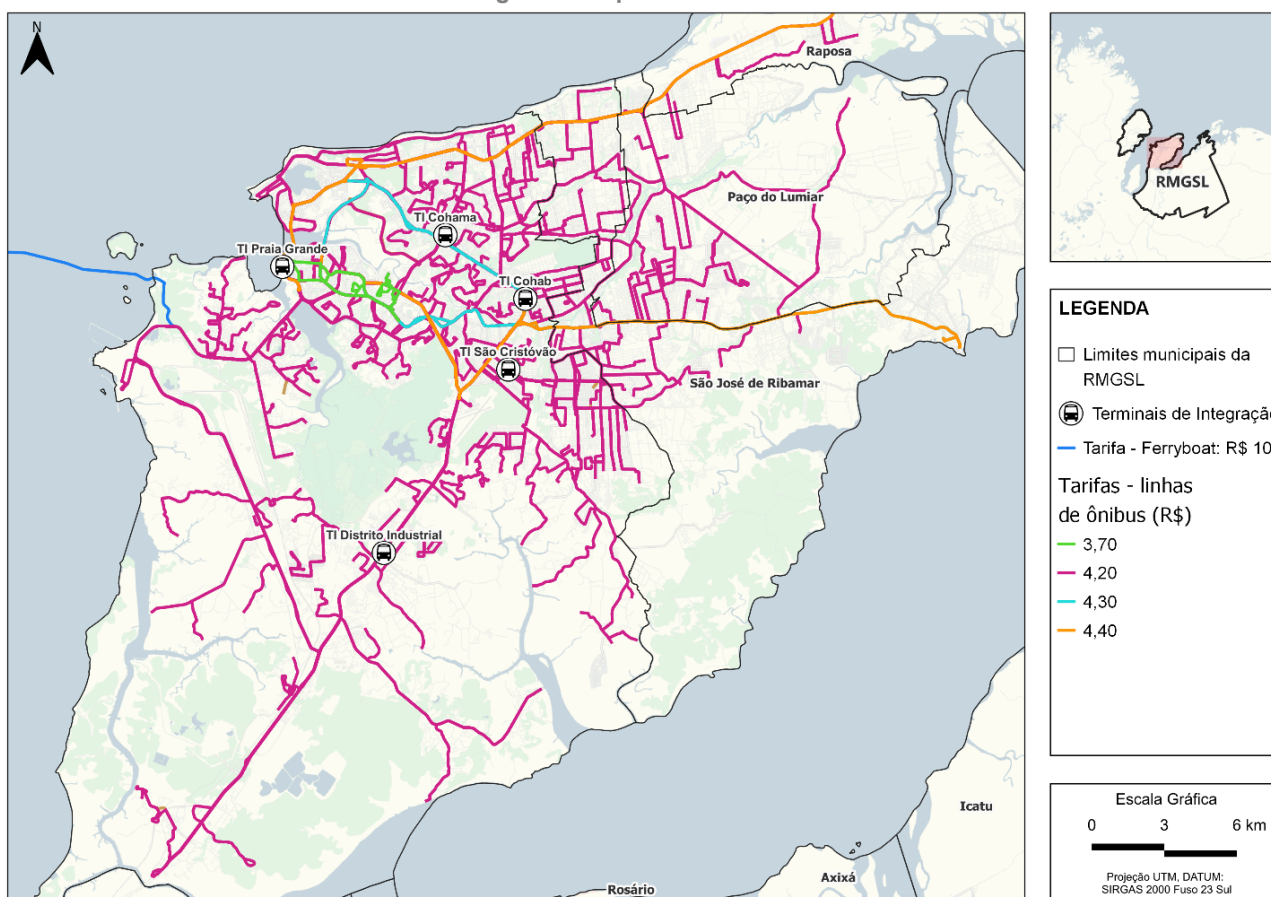 N
Raposa
Paço do Lumiar
TI Cohama
TI Praia Grande
TI Cohab
TI São Cristóvão
São José de Ribamar
TI Distrito Industrial
Icatu
Axixá
Rosário
RMGSL
LEGENDA
Limites municipais da
RMGSL
Terminais de Integração
Tarifa - Ferryboat: R$ 10
Tarifas - linhas
de ônibus (R$)
3,70
4,20
4,30
4,40
Escala Gráfica
0 3 6 km
Projeção UTM, DATUM:
SIRGAS 2000 Fuso 23 Sul